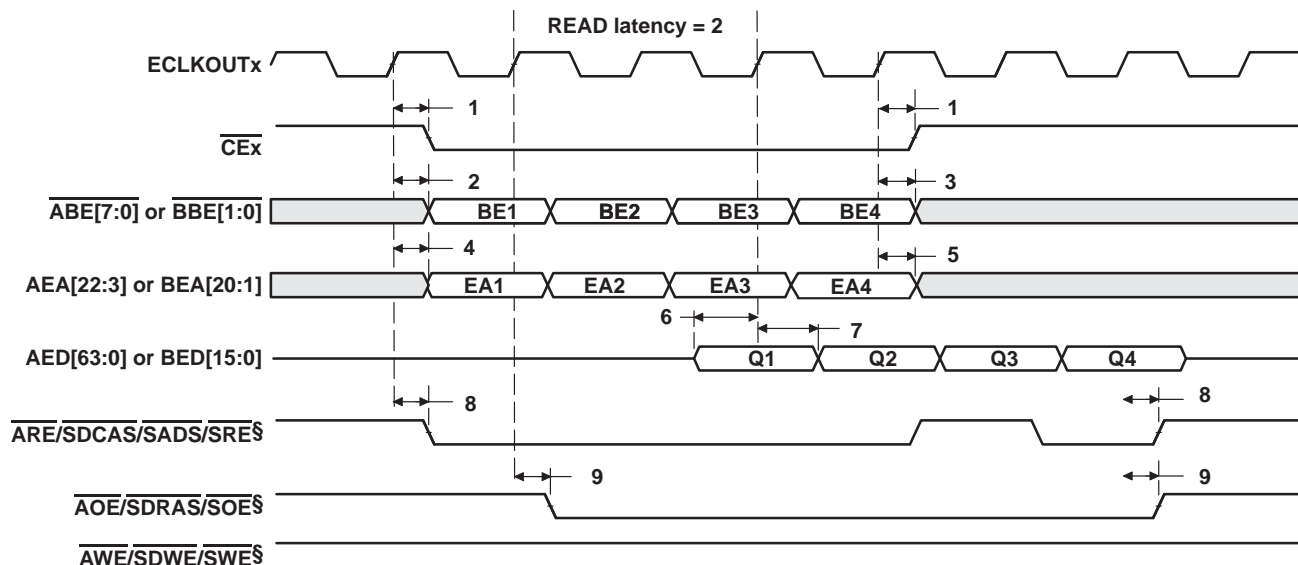 READ latency = 2
ECLKOUTx
1 1
CEx
2 3
ABE[7:0] or BBE[1:0] BE1 BE2 BE3 BE4
4 5
AEA[22:3] or BEA[20:1] EA1 EA2 EA3 EA4
6 7
AED[63:0] or BED[15:0] Q1 Q2 Q3 Q4
8 8
ARE/SDCAS/SADS/SRE§
9 9
AOE/SDRAS/SOE§
AWE/SDWE/SWE§